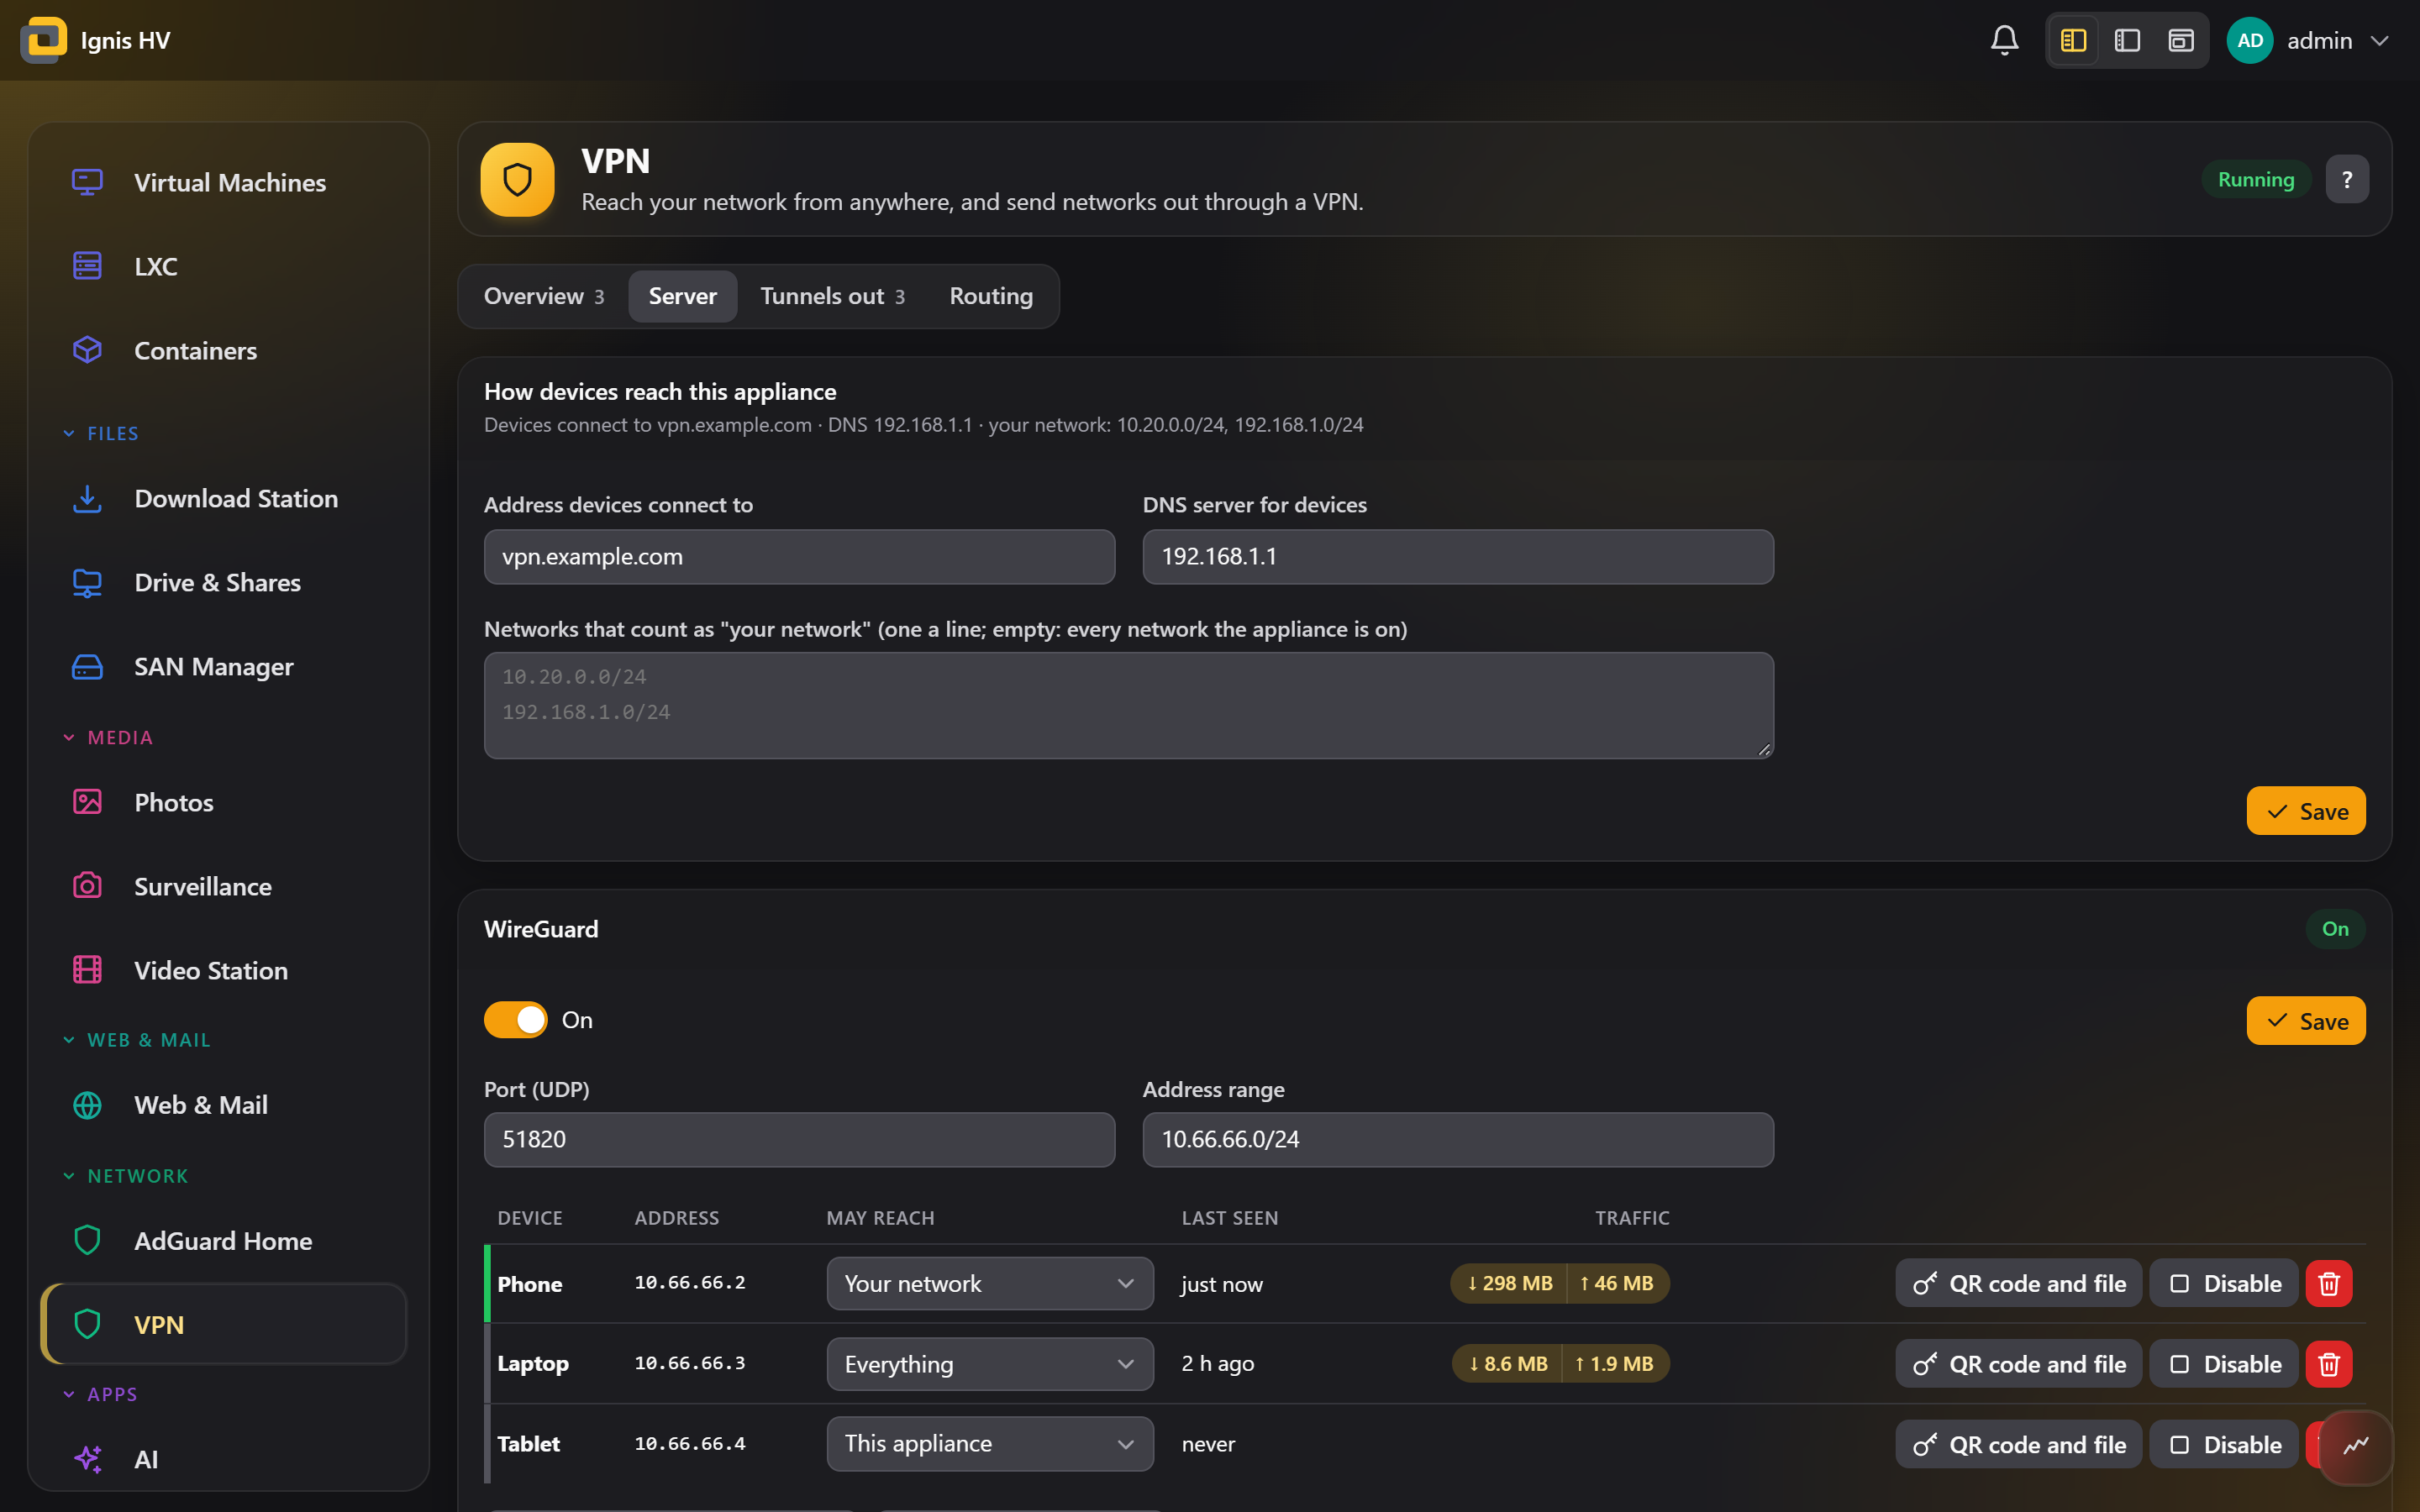 Ignis HV
AD admin
Virtual Machines
LXC
Containers
FILES
Download Station
Drive & Shares
SAN Manager
MEDIA
Photos
Surveillance
Video Station
WEB & MAIL
Web & Mail
NETWORK
AdGuard Home
VPN
APPS
AI
VPN
Reach your network from anywhere, and send networks out through a VPN.
Running ?
Overview 3 Server Tunnels out 3 Routing
How devices reach this appliance
Devices connect to vpn.example.com · DNS 192.168.1.1 · your network: 10.20.0.0/24, 192.168.1.0/24
Address devices connect to DNS server for devices
vpn.example.com 192.168.1.1
Networks that count as "your network" (one a line; empty: every network the appliance is on)
10.20.0.0/24
192.168.1.0/24
Save
WireGuard On
On Save
Port (UDP) Address range
51820 10.66.66.0/24
DEVICE ADDRESS MAY REACH LAST SEEN TRAFFIC
Phone 10.66.66.2 Your network just now ↓ 298 MB ↑ 46 MB QR code and file Disable
Laptop 10.66.66.3 Everything 2 h ago ↓ 8.6 MB ↑ 1.9 MB QR code and file Disable
Tablet 10.66.66.4 This appliance never QR code and file Disable